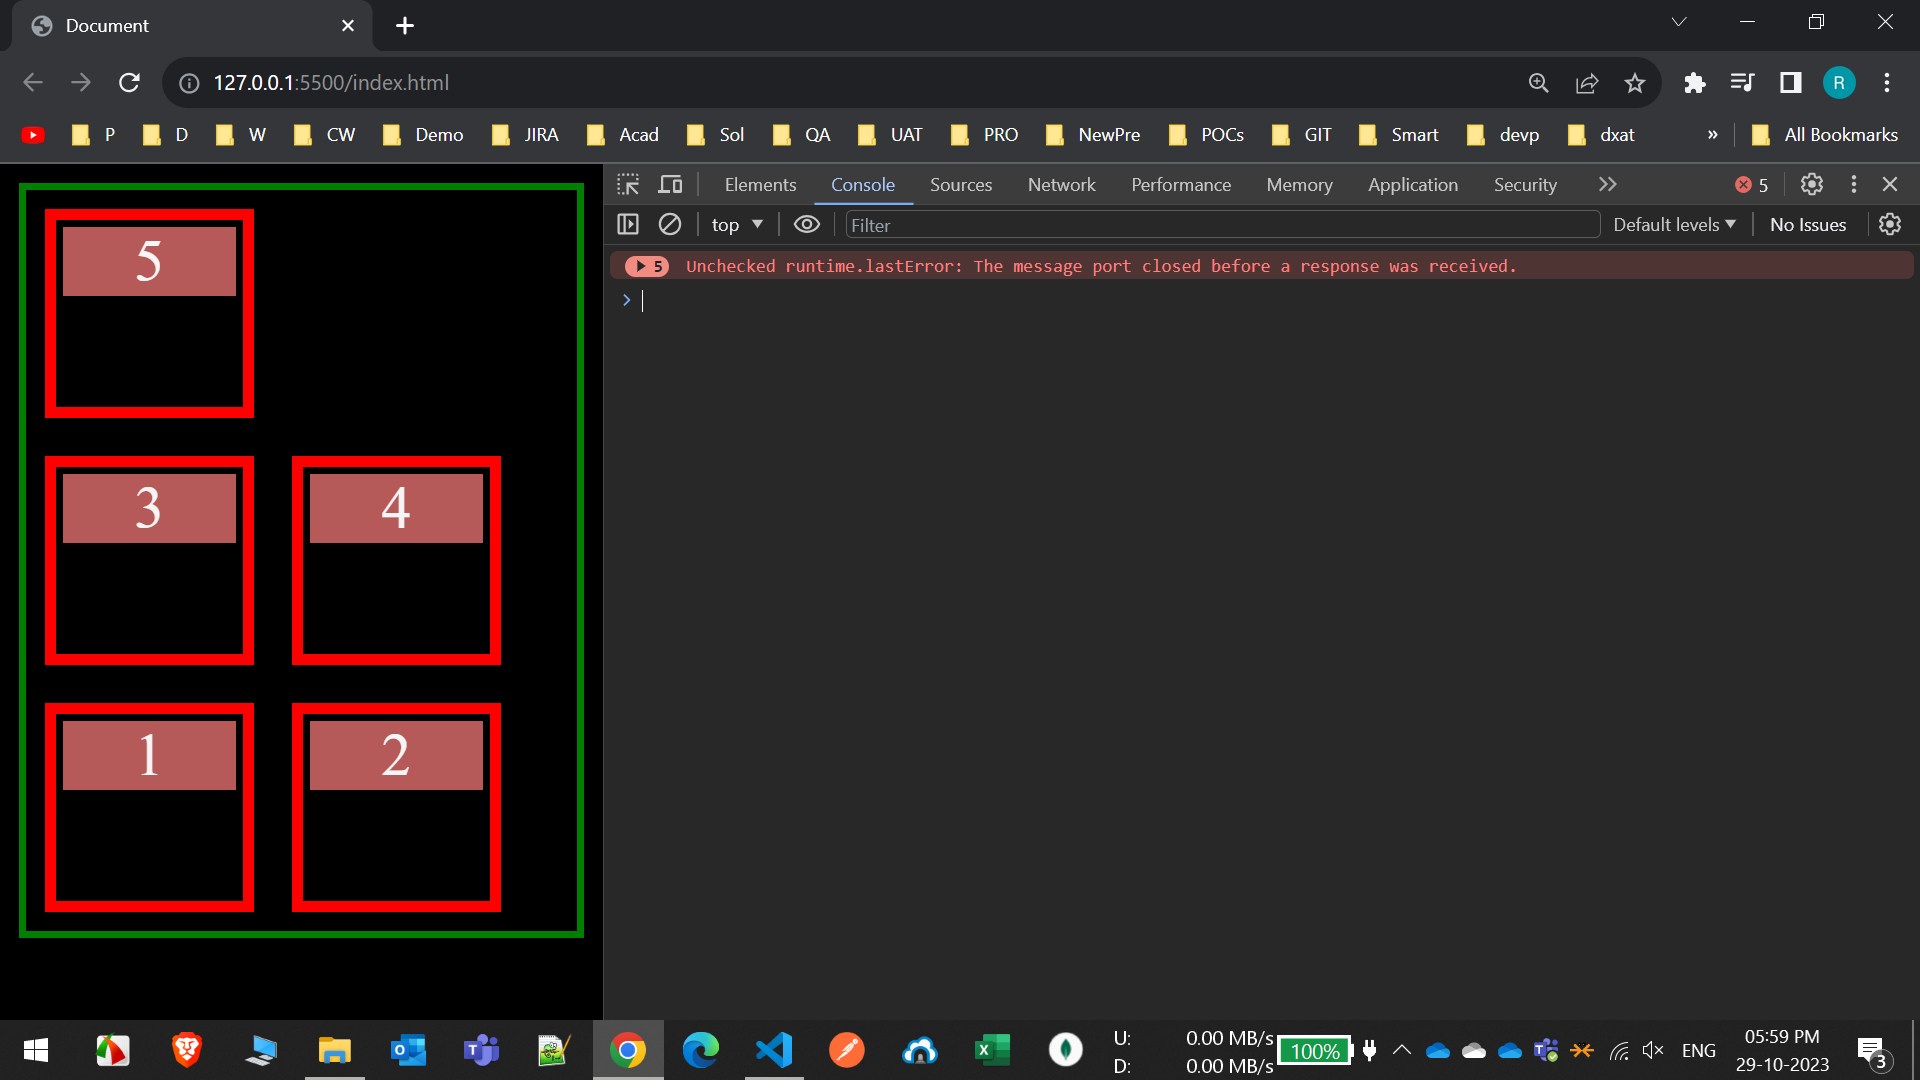 Document
127.0.0.1:5500/index.html
R
P D W CW Demo JIRA Acad Sol QA UAT PRO NewPre POCs GIT Smart devp dxat » All Bookmarks
Elements Console Sources Network Performance Memory Application Security 5
top Filter Default levels No Issues
5 Unchecked runtime.lastError: The message port closed before a response was received.
5
3 4
1 2
U: 0.00 MB/s
D: 0.00 MB/s
100%
ENG
05:59 PM
29-10-2023
3